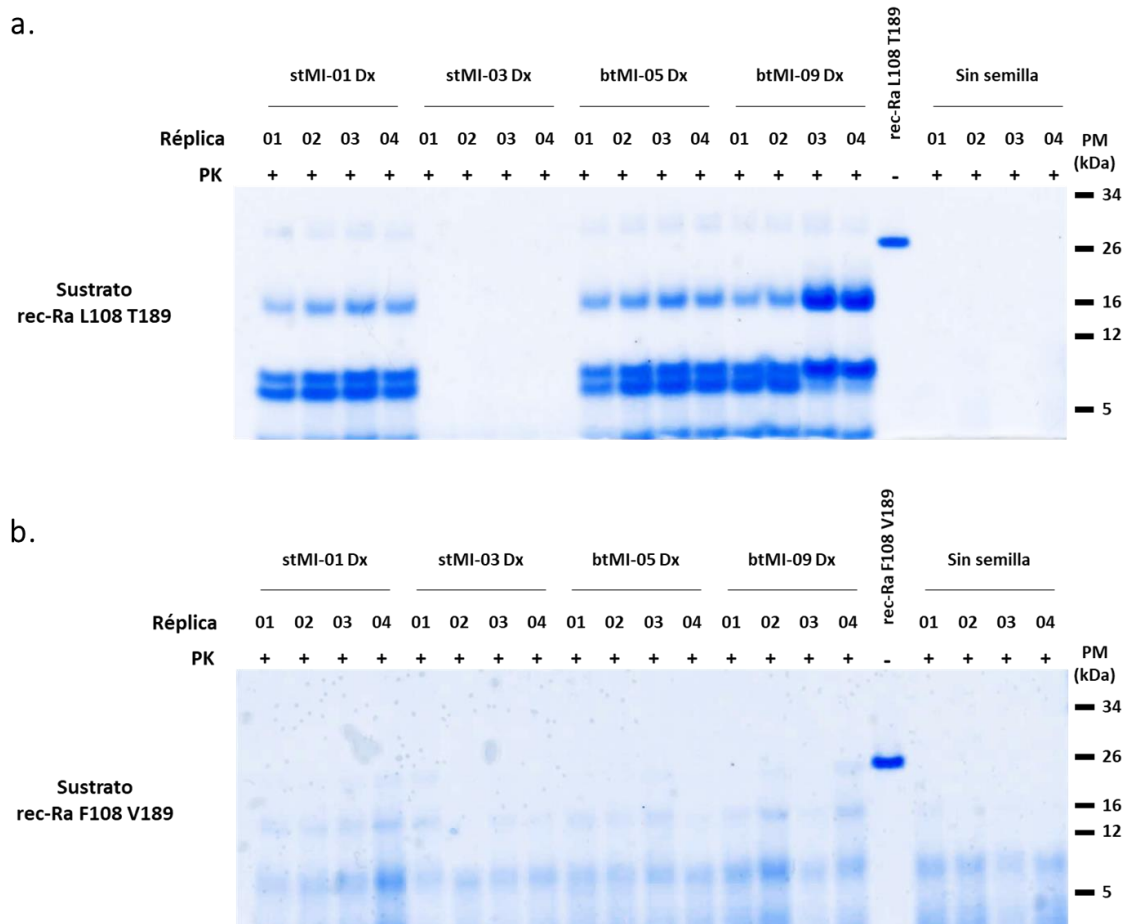 a.
stMI-01 Dx stMI-03 Dx btMI-05 Dx btMI-09 Dx rec-Ra L108 T189 Sin semilla
Réplica 01 02 03 04 01 02 03 04 01 02 03 04 01 02 03 04 01 02 03 04 PM
(kDa)
PK + + + + + + + + + + + + + + + + - + + + +
34
26
Sustrato
rec-Ra L108 T189
16
12
5
b.
stMI-01 Dx stMI-03 Dx btMI-05 Dx btMI-09 Dx rec-Ra F108 V189 Sin semilla
Réplica 01 02 03 04 01 02 03 04 01 02 03 04 01 02 03 04 01 02 03 04
PK + + + + + + + + + + + + + + + + - + + + + PM
(kDa)
34
26
Sustrato
rec-Ra F108 V189
16
12
5